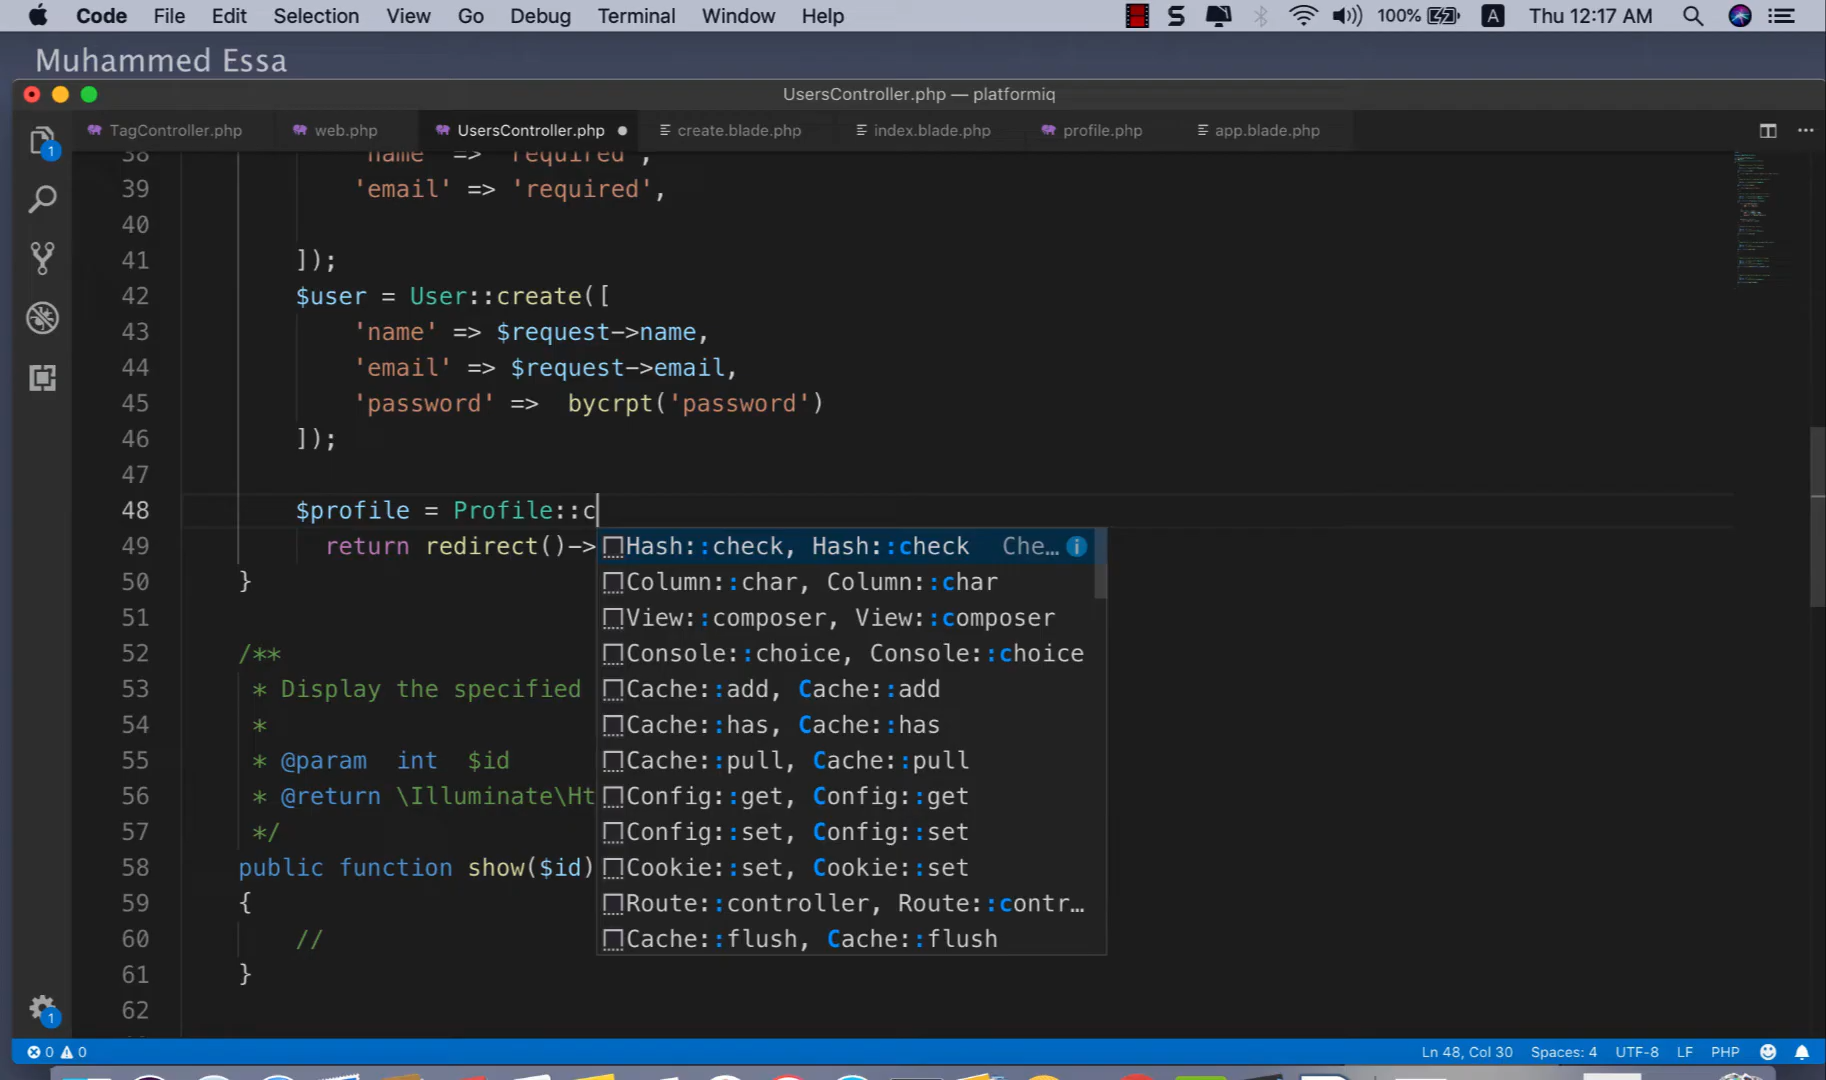 Code File Edit Selection View Go Debug Terminal Window Help S 100% A Thu 12:17 AM
Muhammed Essa
UsersController.php — platformiq
TagController.php web.php UsersController.php create.blade.php index.blade.php profile.php app.blade.php ...
1
38 'name' => 'required',
39 'email' => 'required',
40
41 ]);
42 $user = User::create([
43 'name' => $request->name,
44 'email' => $request->email,
45 'password' => bycrpt('password')
46 ]);
47
48 $profile = Profile::c
49 return redirect()->
50 }
51
52 /**
53 * Display the specified
54 *
55 * @param int $id
56 * @return \Illuminate\Ht
57 */
58 public function show($id)
59 {
60 //
61 }
62
Hash::check, Hash::check Che... i
Column::char, Column::char
View::composer, View::composer
Console::choice, Console::choice
Cache::add, Cache::add
Cache::has, Cache::has
Cache::pull, Cache::pull
Config::get, Config::get
Config::set, Config::set
Cookie::set, Cookie::set
Route::controller, Route::contr...
Cache::flush, Cache::flush
1
0 0 Ln 48, Col 30 Spaces: 4 UTF-8 LF PHP